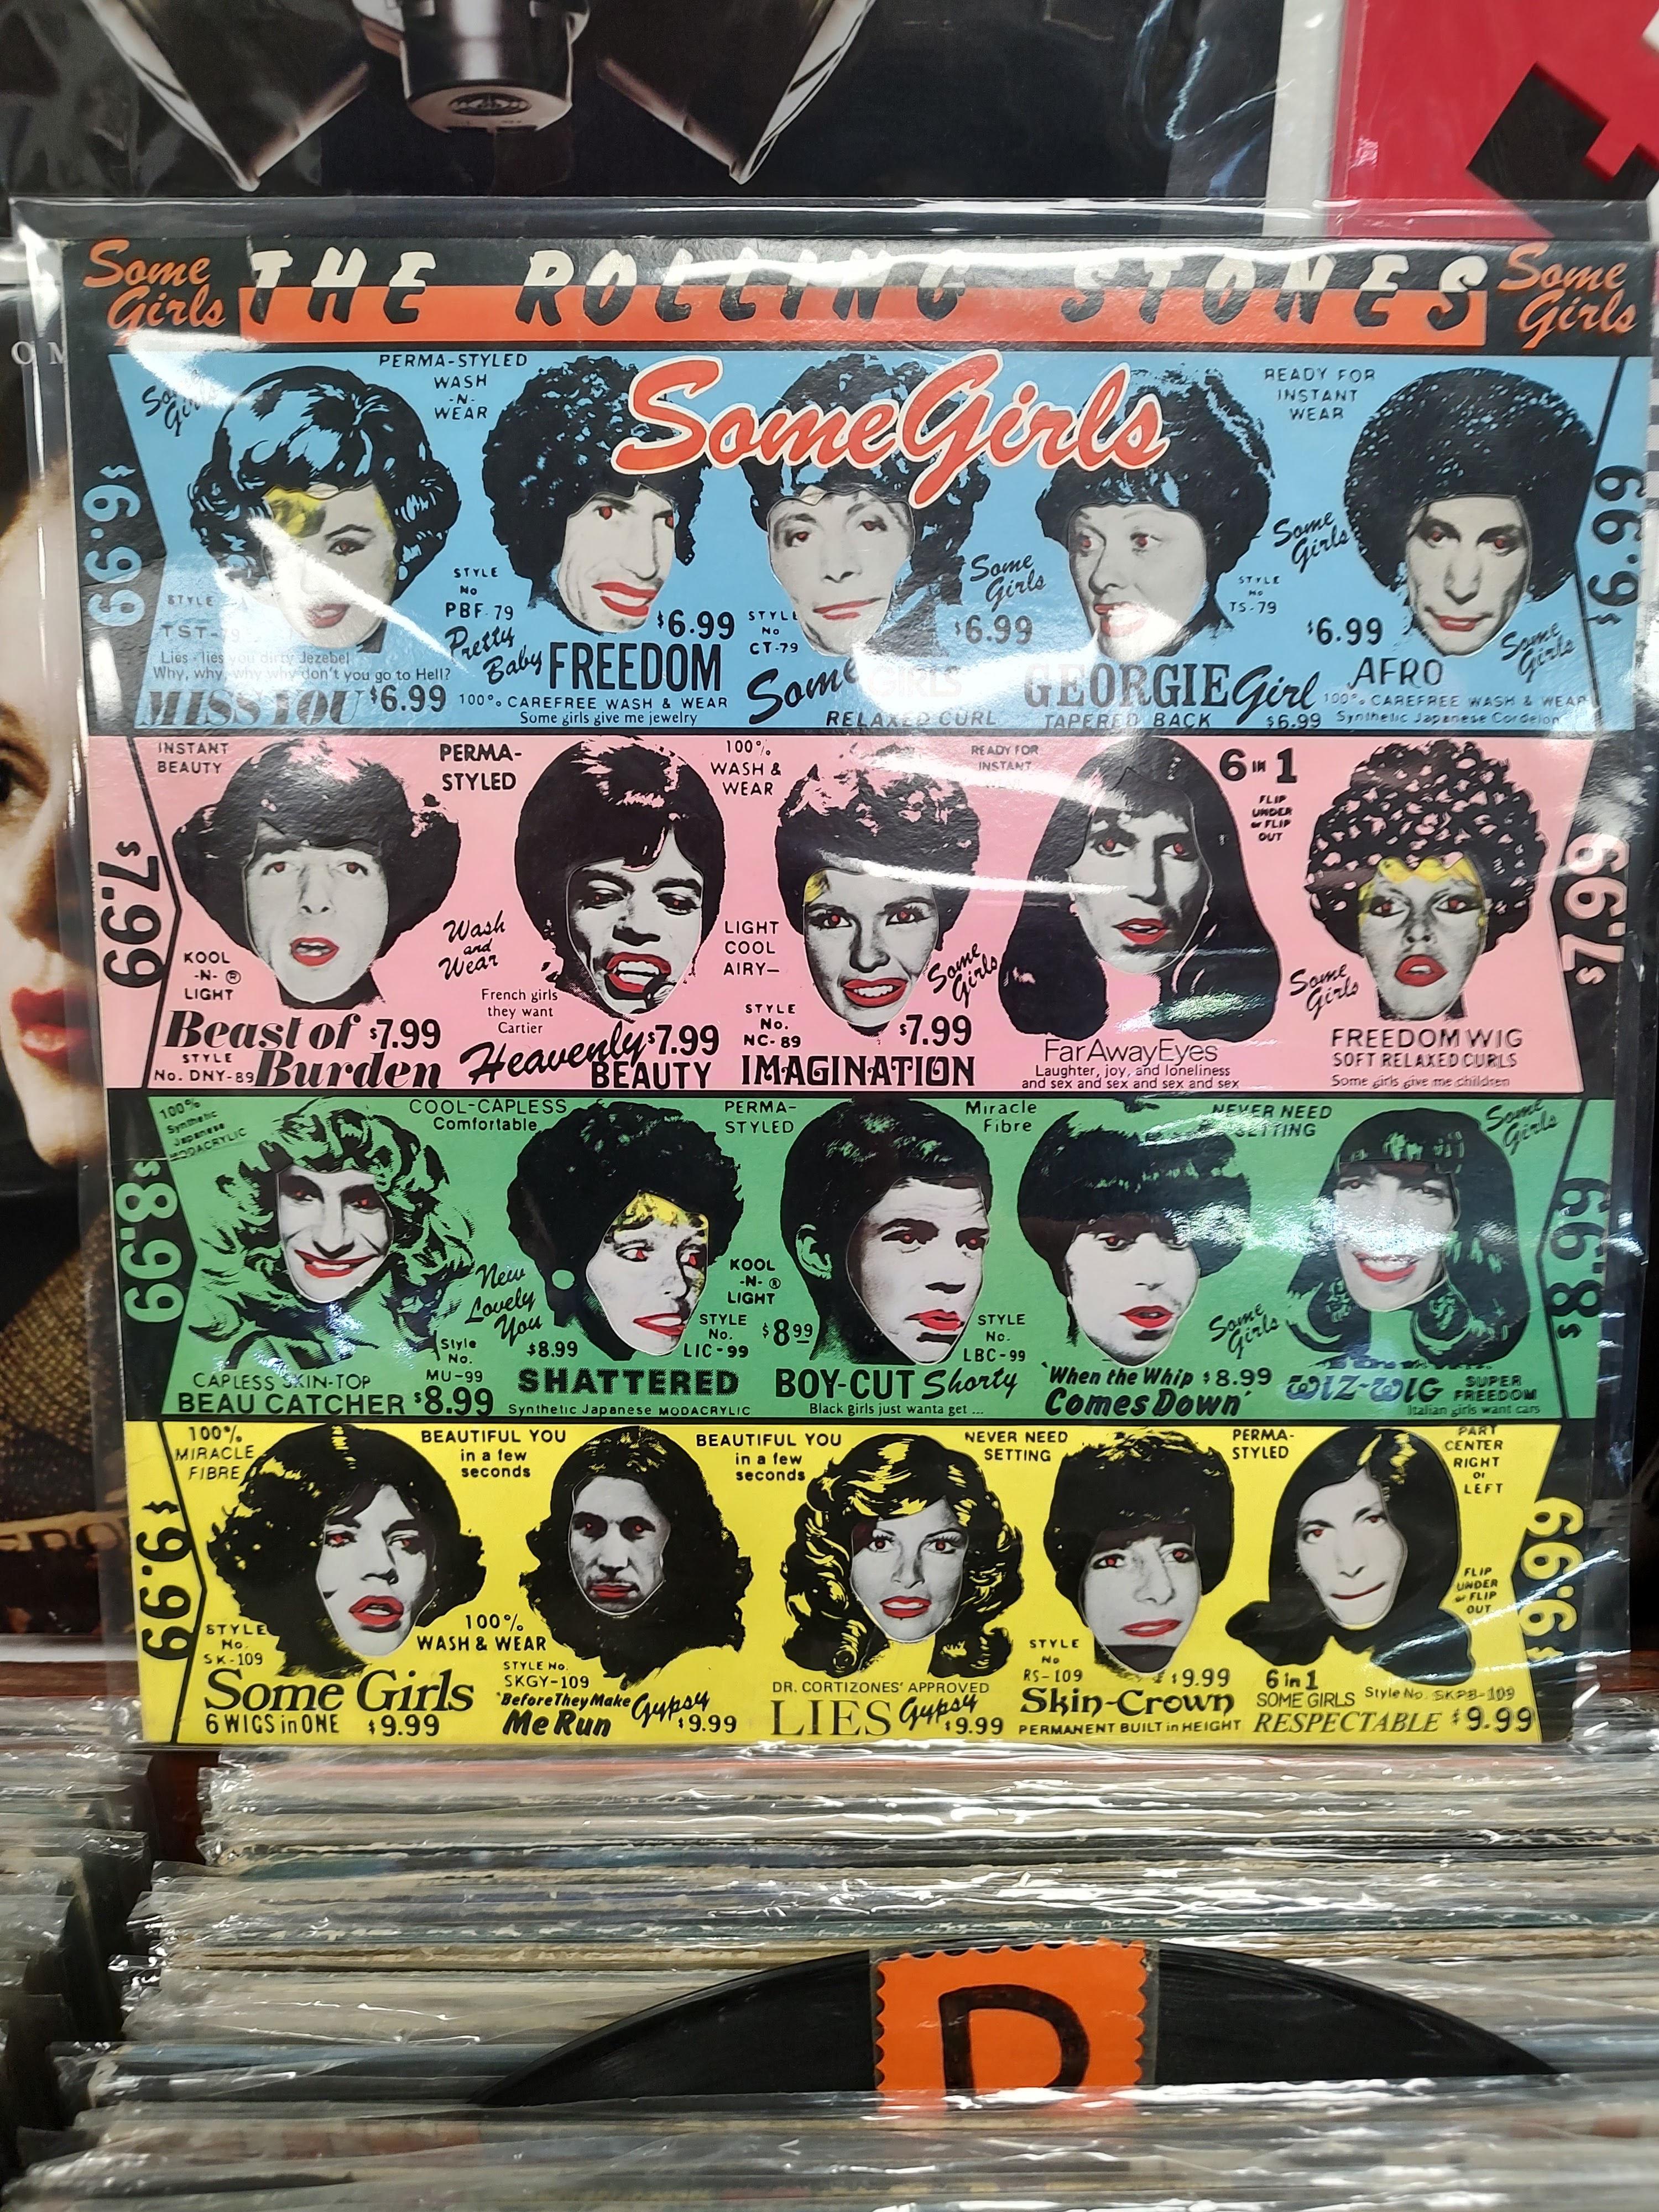 Some
Girls
THE ROLLING STONES
Some
Girls
Some Girls
$6.99
PERMA-STYLED
WASH
-N-
WEAR
READY FOR
INSTANT
WEAR
$6.99
Some
Girls
STYLE
TST-79
Lies - lies you dirty Jezebel
Why, why, why why don't you go to Hell?
MISS YOU $6.99
STYLE
No
PBF-79
$6.99
Pretty
Baby FREEDOM
100% CAREFREE WASH & WEAR
Some girls give me jewelry
STYLE
No
CT-79
Some
Girls
$6.99
Some GIRLS
RELAXED CURL
STYLE
No
TS-79
GEORGIE Girl
TAPERED BACK $6.99
Some
Girls
$6.99
AFRO
Some
Girls
100% CAREFREE WASH & WEAR
Synthetic Japanese Cordelon
$7.99
INSTANT
BEAUTY
PERMA-
STYLED
100%
WASH &
WEAR
READY FOR
INSTANT
6 IN 1
FLIP
UNDER
or FLIP
OUT
$7.99
KOOL
-N- ®
LIGHT
Beast of $7.99
STYLE
No. DNY-89 Burden
Wash
and
Wear
French girls
they want
Cartier
Heavenly $7.99
BEAUTY
LIGHT
COOL
AIRY—
STYLE
No.
NC-89
Some
Girls
$7.99
IMAGINATION
Far Away Eyes
Laughter, joy, and loneliness
and sex and sex and sex and sex
Some
Girls
FREEDOM WIG
SOFT RELAXED CURLS
Some girls give me children
$8.99
100%
Synthetic
Japanese
MODACRYLIC
COOL-CAPLESS
Comfortable
PERMA-
STYLED
Miracle
Fibre
NEVER NEED
SETTING
Some
Girls
$8.99
Style
No.
MU-99
CAPLESS SKIN-TOP
BEAU CATCHER $8.99
New
Lovely
You
$8.99
STYLE
No.
LIC-99
SHATTERED
Synthetic Japanese MODACRYLIC
KOOL
-N- ®
LIGHT
$8.99
STYLE
No.
LBC-99
BOY-CUT Shorty
Black girls just wanta get ...
Some
Girls
'When the Whip $8.99
Comes Down'
WIZ-WIG SUPER
FREEDOM
Italian girls want cars
$9.99
100%
MIRACLE
FIBRE
BEAUTIFUL YOU
in a few
seconds
BEAUTIFUL YOU
in a few
seconds
NEVER NEED
SETTING
PERMA-
STYLED
PART
CENTER
RIGHT
or
LEFT
$9.99
STYLE
No.
SK-109
Some Girls
6 WIGS in ONE $9.99
100%
WASH & WEAR
STYLE No.
SKGY-109
"Before They Make
Me Run Gypsy
$9.99
DR. CORTIZONES' APPROVED
LIES Gypsy
$9.99
STYLE
No
RS-109
$9.99
Skin-Crown
PERMANENT BUILT in HEIGHT
FLIP
UNDER
or FLIP
OUT
6 in 1
SOME GIRLS Style No. SKPB-109
RESPECTABLE $9.99